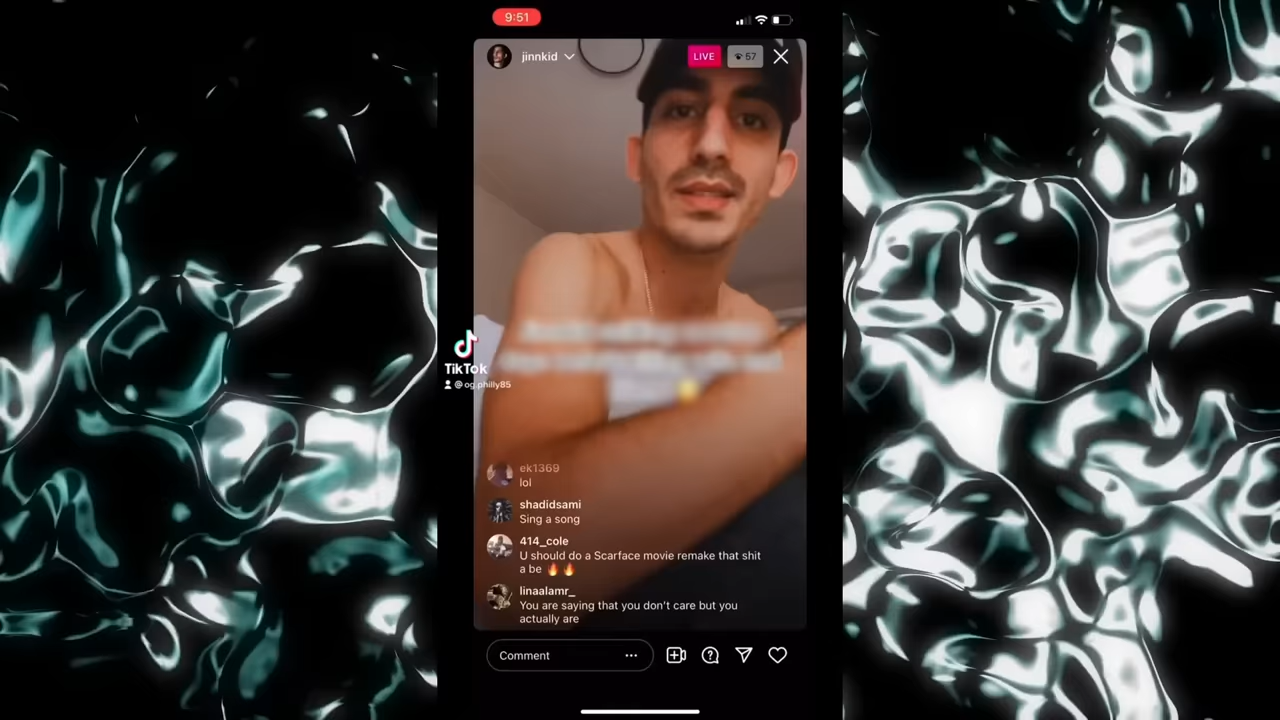 9:51
jinnkid
LIVE
57
TikTok
@og.philly85
ek1369
lol
shadidsami
Sing a song
414_cole
U should do a Scarface movie remake that shit
a be 🔥🔥
linaalamr_
You are saying that you don't care but you
actually are
Comment